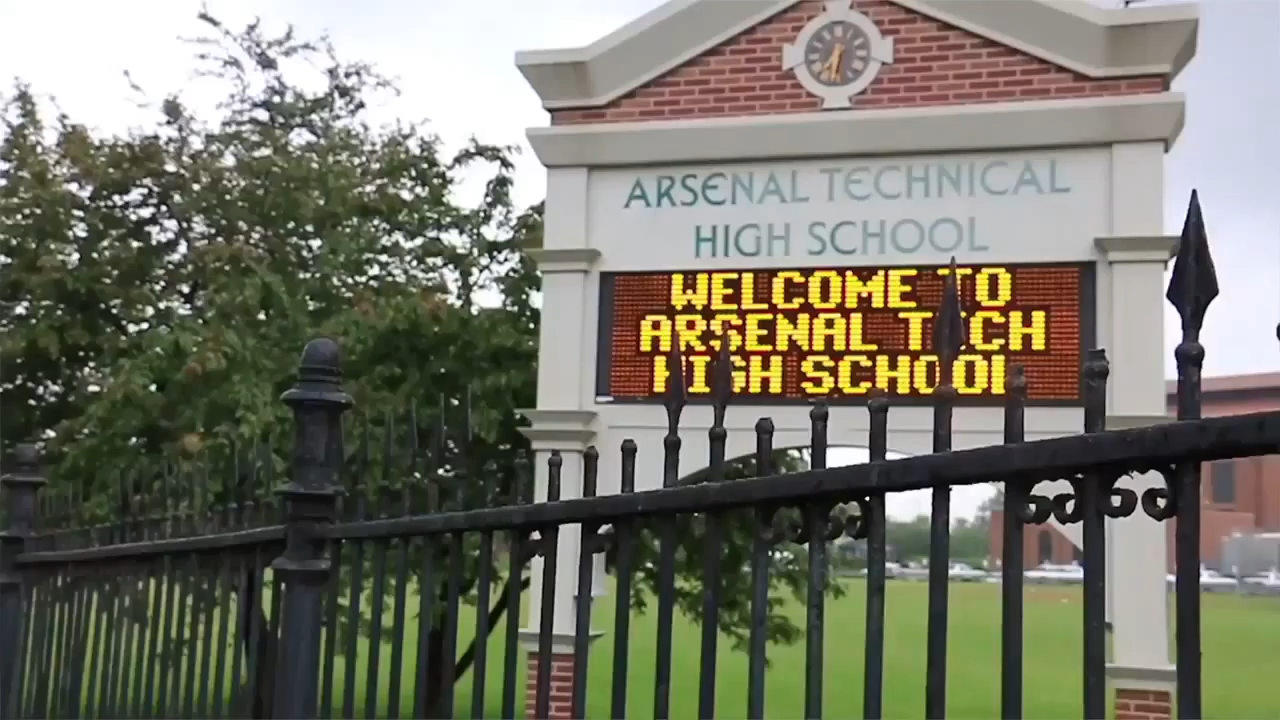 ARSENAL TECHNICAL
HIGH SCHOOL
WELCOME TO
ARSENAL TECH
HIGH SCHOOL